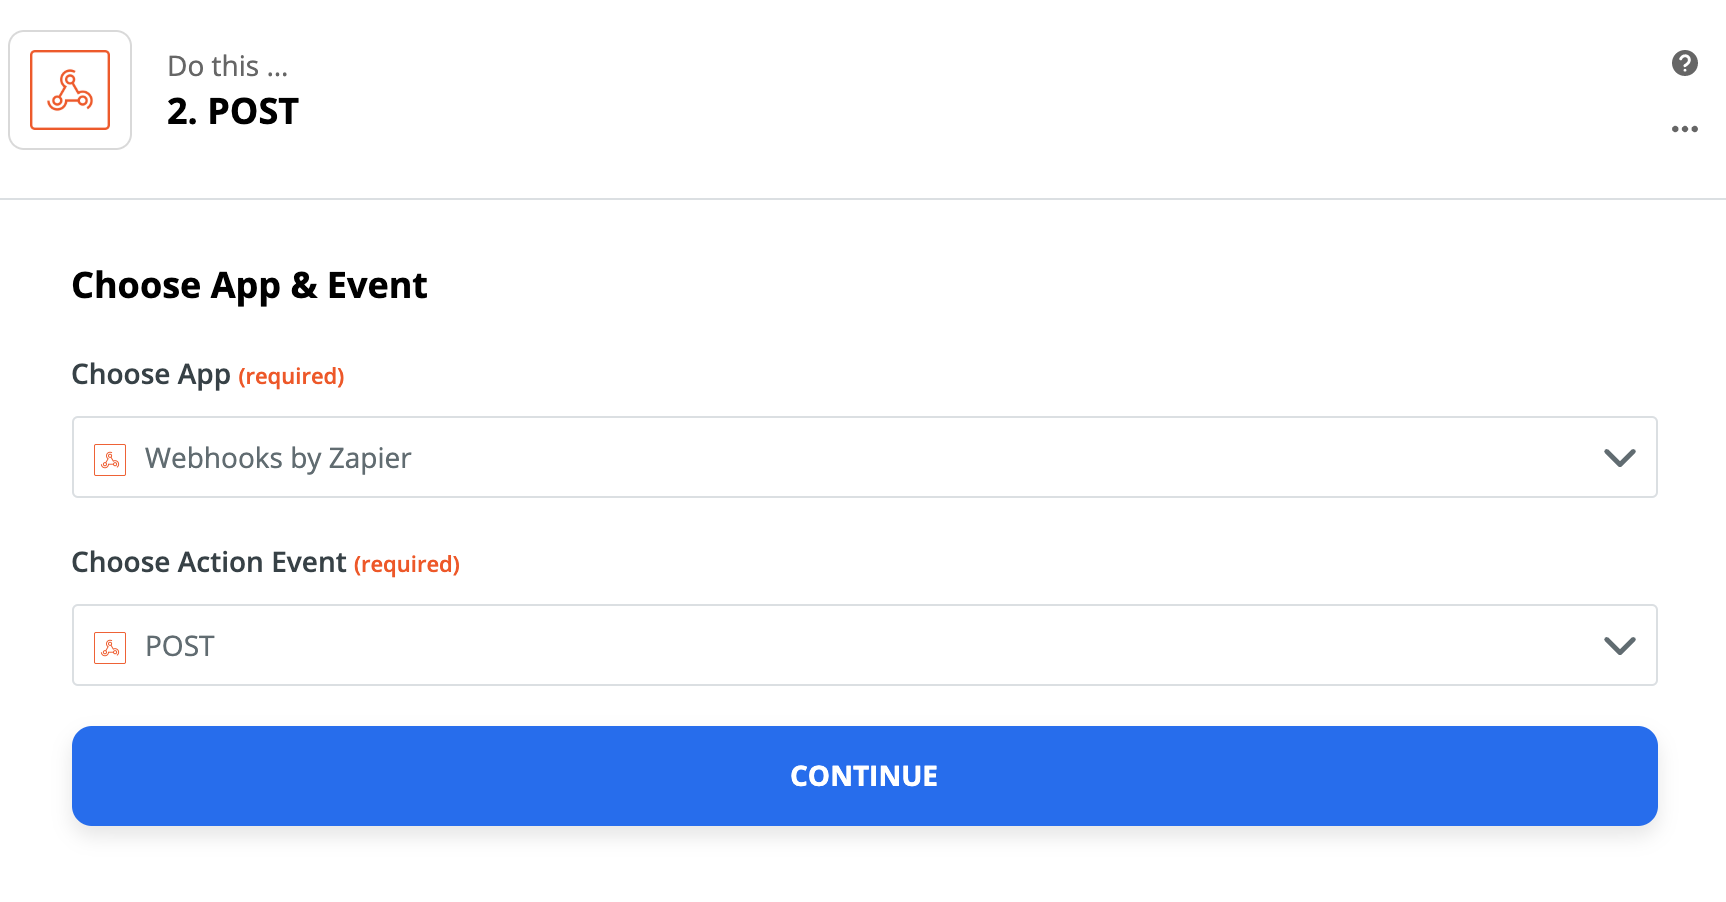 Do this ...
2. POST
Choose App & Event
Choose App (required)
Webhooks by Zapier
Choose Action Event (required)
POST
CONTINUE